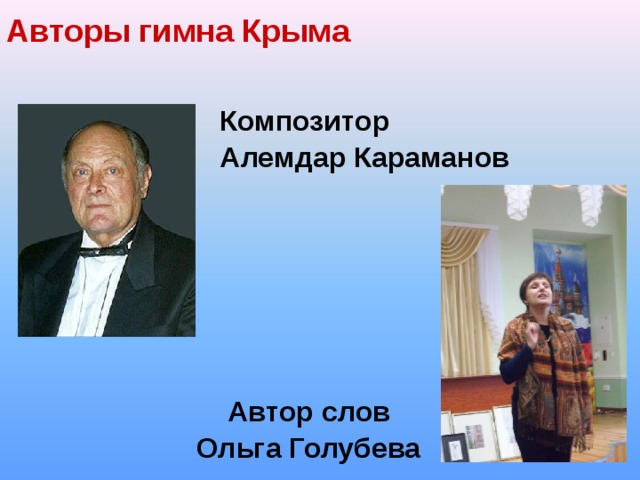 Авторы гимна Крыма
Композитор
Алемдар Караманов
Автор слов
Ольга Голубева